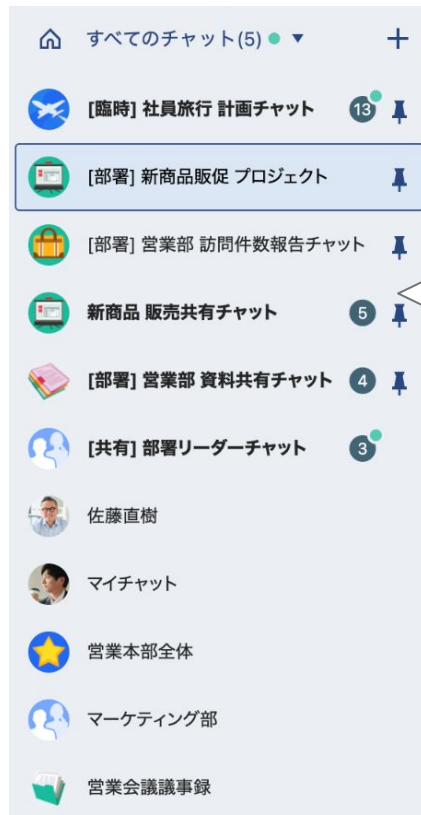 すべてのチャット(5)
[臨時] 社員旅行 計画チャット 13
[部署] 新商品販促 プロジェクト
[部署] 営業部 訪問件数報告チャット
新商品 販売共有チャット 5
[部署] 営業部 資料共有チャット 4
[共有] 部署リーダーチャット 3
佐藤直樹
マイチャット
営業本部全体
マーケティング部
営業会議議事録